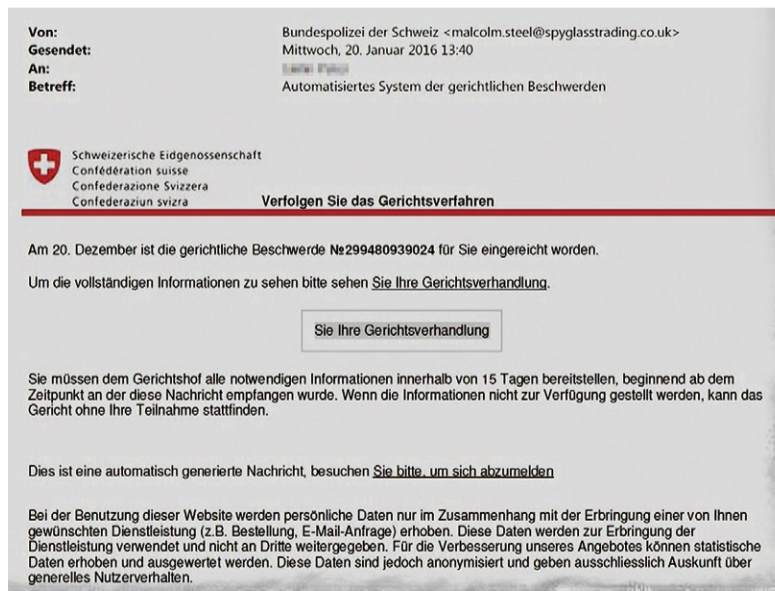 Von: Bundespolizei der Schweiz <malcolm.steel@spyglasstrading.co.uk>
Gesendet: Mittwoch, 20. Januar 2016 13:40
An:
Betreff: Automatisiertes System der gerichtlichen Beschwerden
Schweizerische Eidgenossenschaft
Confédération suisse
Confederazione Svizzera
Confederaziun svizra
Verfolgen Sie das Gerichtsverfahren
Am 20. Dezember ist die gerichtliche Beschwerde №299480939024 für Sie eingereicht worden.
Um die vollständigen Informationen zu sehen bitte sehen Sie Ihre Gerichtsverhandlung.
Sie Ihre Gerichtsverhandlung
Sie müssen dem Gerichtshof alle notwendigen Informationen innerhalb von 15 Tagen bereitstellen, beginnend ab dem
Zeitpunkt an der diese Nachricht empfangen wurde. Wenn die Informationen nicht zur Verfügung gestellt werden, kann das
Gericht ohne Ihre Teilnahme stattfinden.
Dies ist eine automatisch generierte Nachricht, besuchen Sie bitte, um sich abzumelden
Bei der Benutzung dieser Website werden persönliche Daten nur im Zusammenhang mit der Erbringung einer von Ihnen
gewünschten Dienstleistung (z.B. Bestellung, E-Mail-Anfrage) erhoben. Diese Daten werden zur Erbringung der
Dienstleistung verwendet und nicht an Dritte weitergegeben. Für die Verbesserung unseres Angebotes können statistische
Daten erhoben und ausgewertet werden. Diese Daten sind jedoch anonymisiert und geben ausschliesslich Auskunft über
generelles Nutzerverhalten.